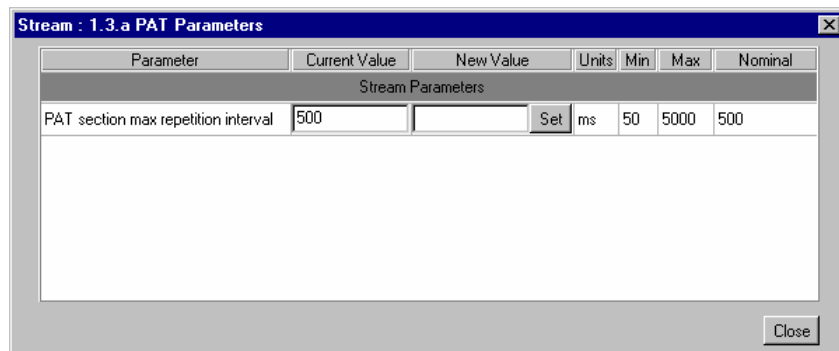 Stream : 1.3.a PAT Parameters
Parameter Current Value New Value Units Min Max Nominal
Stream Parameters
PAT section max repetition interval 500 Set ms 50 5000 500
Close